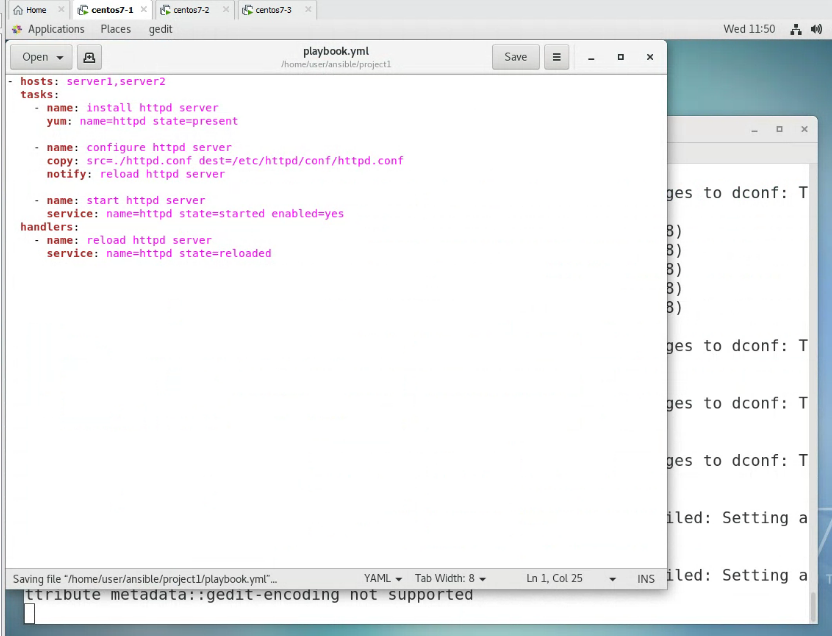 Home
centos7-1
centos7-2
centos7-3
Applications Places gedit Wed 11:50
Open playbook.yml Save
/home/user/ansible/project1
- hosts: server1,server2
tasks:
- name: install httpd server
yum: name=httpd state=present
- name: configure httpd server
copy: src=./httpd.conf dest=/etc/httpd/conf/httpd.conf
notify: reload httpd server
- name: start httpd server
service: name=httpd state=started enabled=yes
handlers:
- name: reload httpd server
service: name=httpd state=reloaded
Saving file "/home/user/ansible/project1/playbook.yml"... YAML Tab Width: 8 Ln 1, Col 25 INS
ges to dconf: T
8)
8)
8)
8)
8)
ges to dconf: T
ges to dconf: T
ges to dconf: T
iled: Setting a
iled: Setting a
ttribute metadata::gedit-encoding not supported